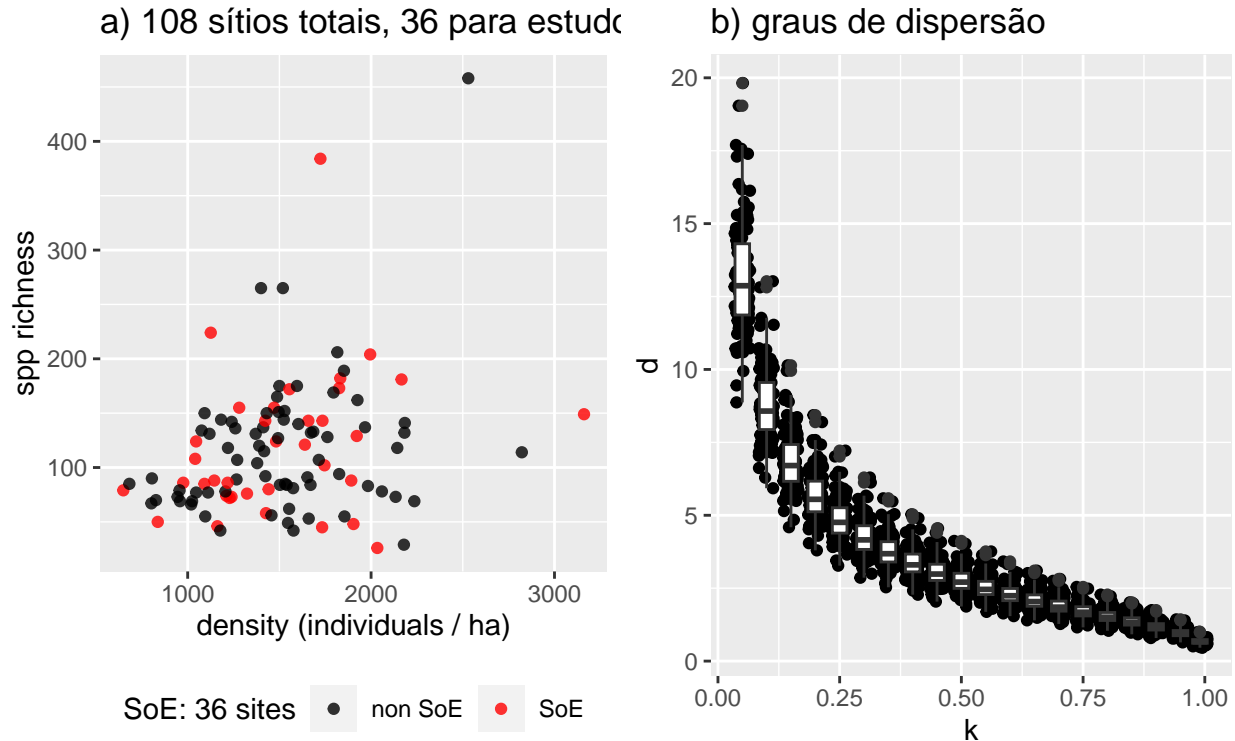 a) 108 sítios totais, 36 para estudo
b) graus de dispersão
400
300
200
100
spp richness
1000
2000
3000
density (individuals / ha)
SoE: 36 sites
non SoE
SoE
20
15
10
5
0
d
0.00
0.25
0.50
0.75
1.00
k